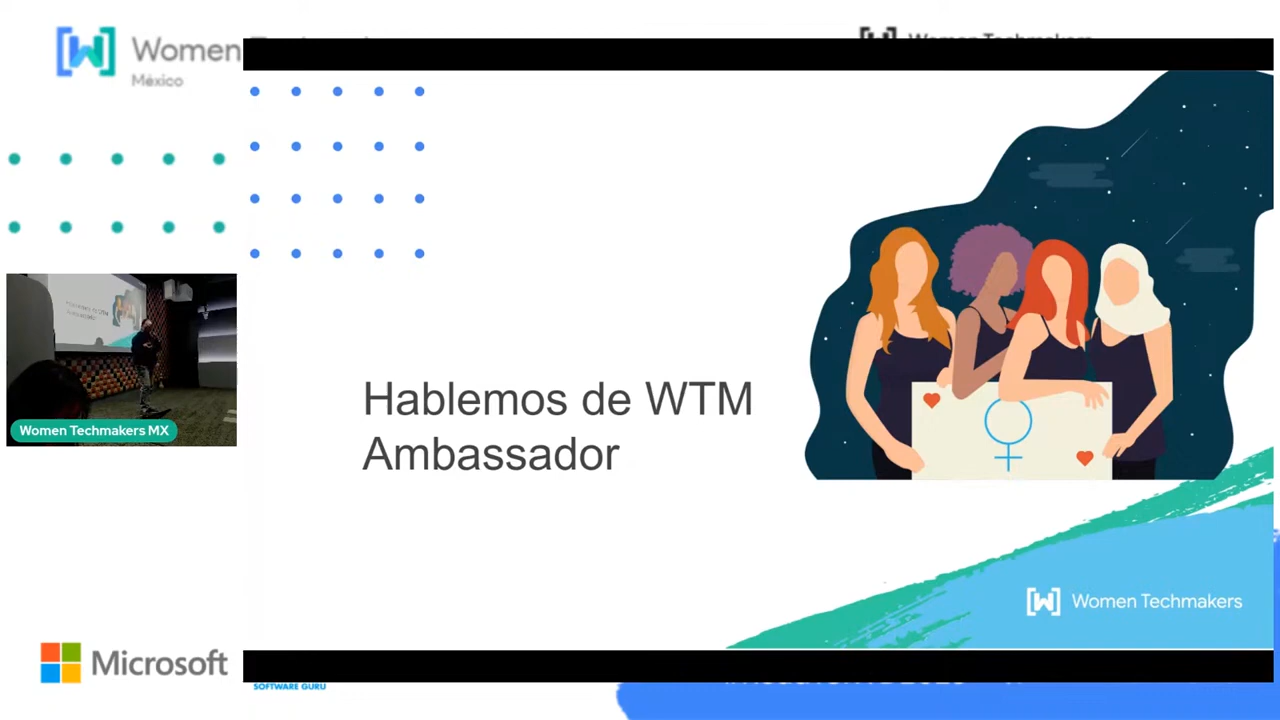 Women
México
Hablemos de WTM
Ambassador
Women Techmakers MX
Women Techmakers
Microsoft
SOFTWARE GURU